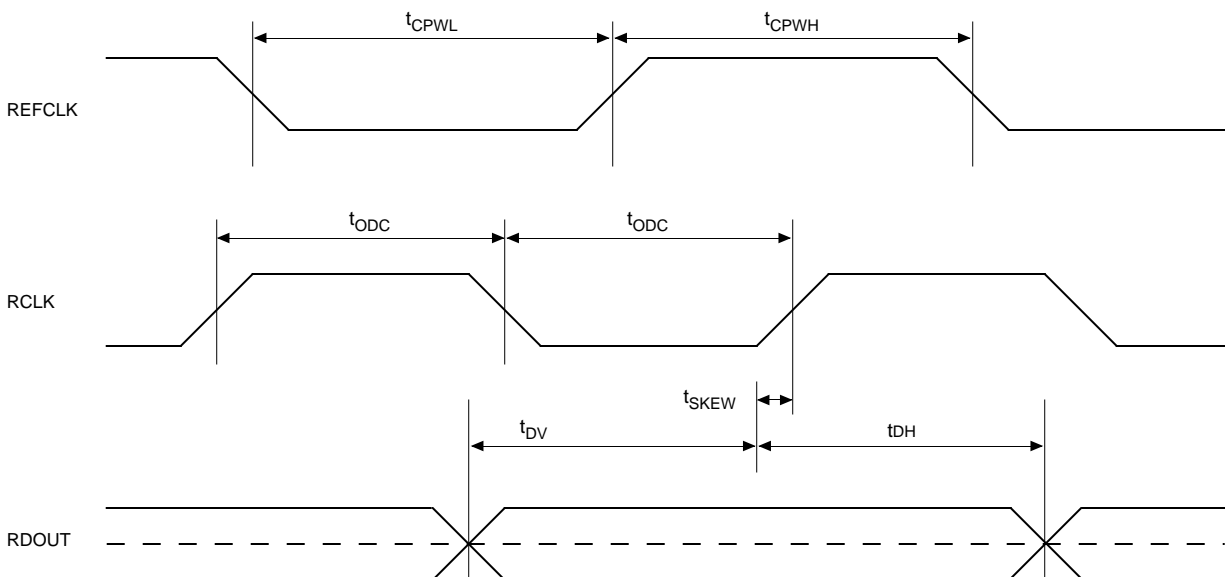 tCPWL tCPWH
REFCLK
tODC tODC
RCLK
tSKEW
tDV tDH
RDOUT